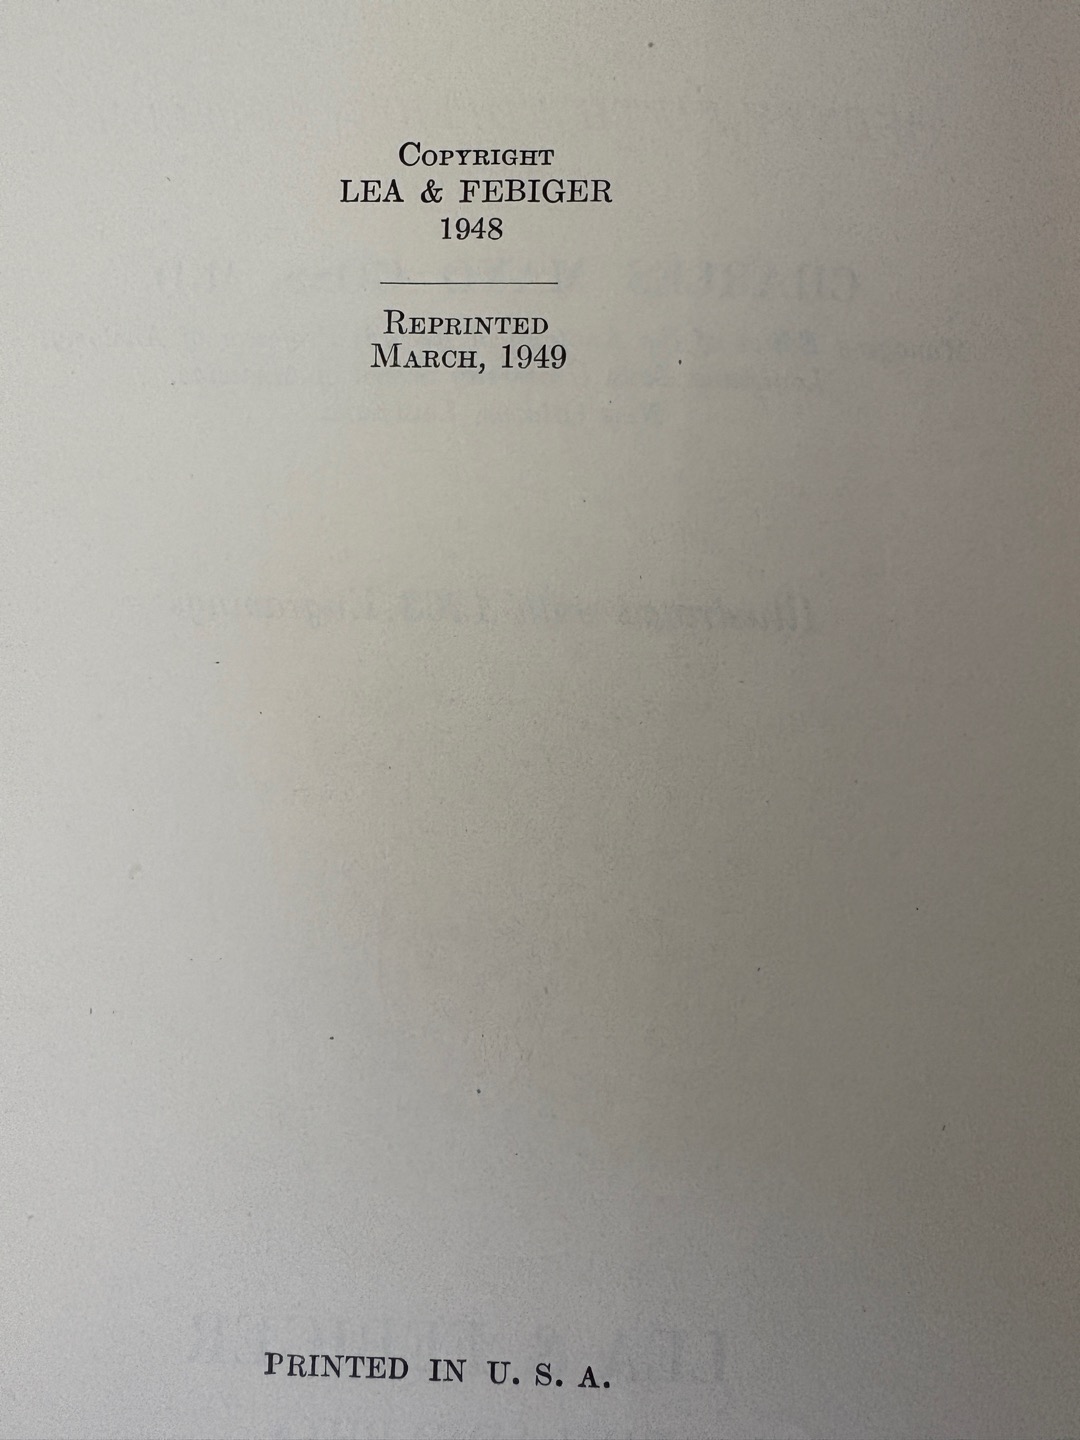 COPYRIGHT
LEA & FEBIGER
1948
REPRINTED
MARCH, 1949
PRINTED IN U. S. A.